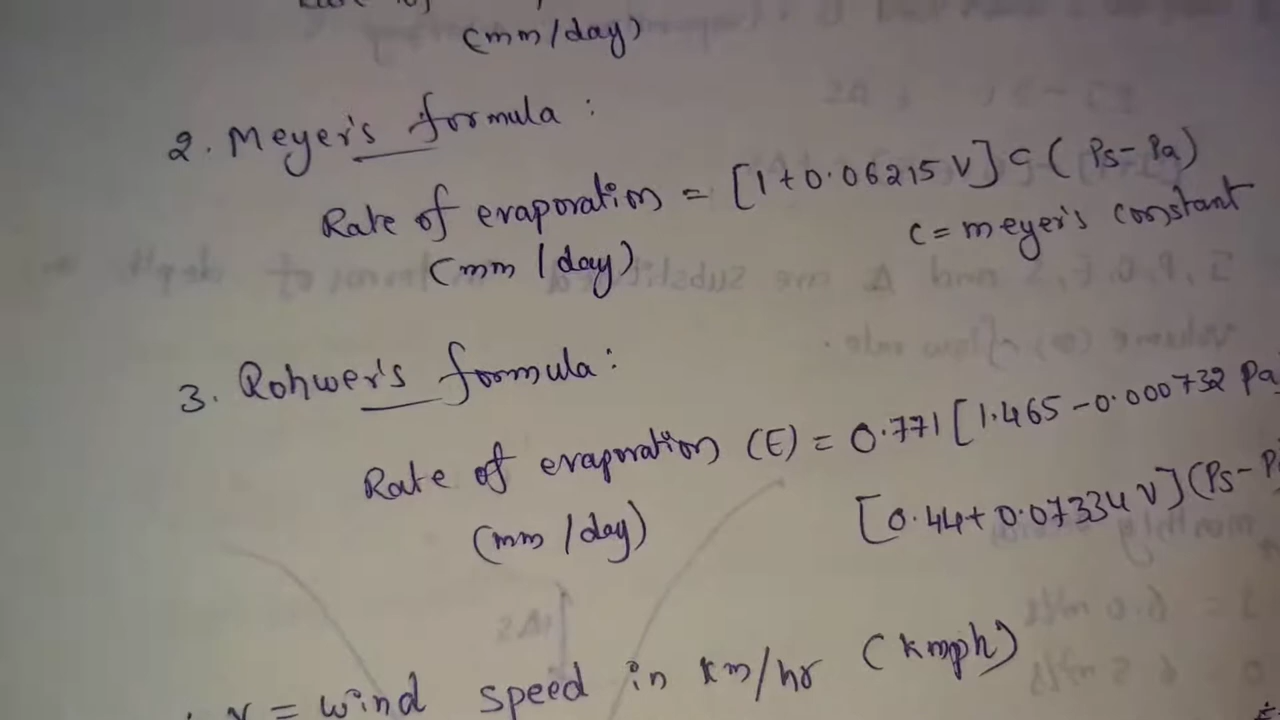 (mm/day)
2. Meyer's formula :
Rate of evaporation = [1+0.06215 V] C (Ps-Pa)
(mm /day)
C = meyer's constant
3. Rohwer's formula :
Rate of evaporation (E) = 0.771 [1.465 -0.000732 Pa
(mm /day)
[0.44+ 0.07334 V] (Ps-P
V = wind speed in km/hr (kmph)